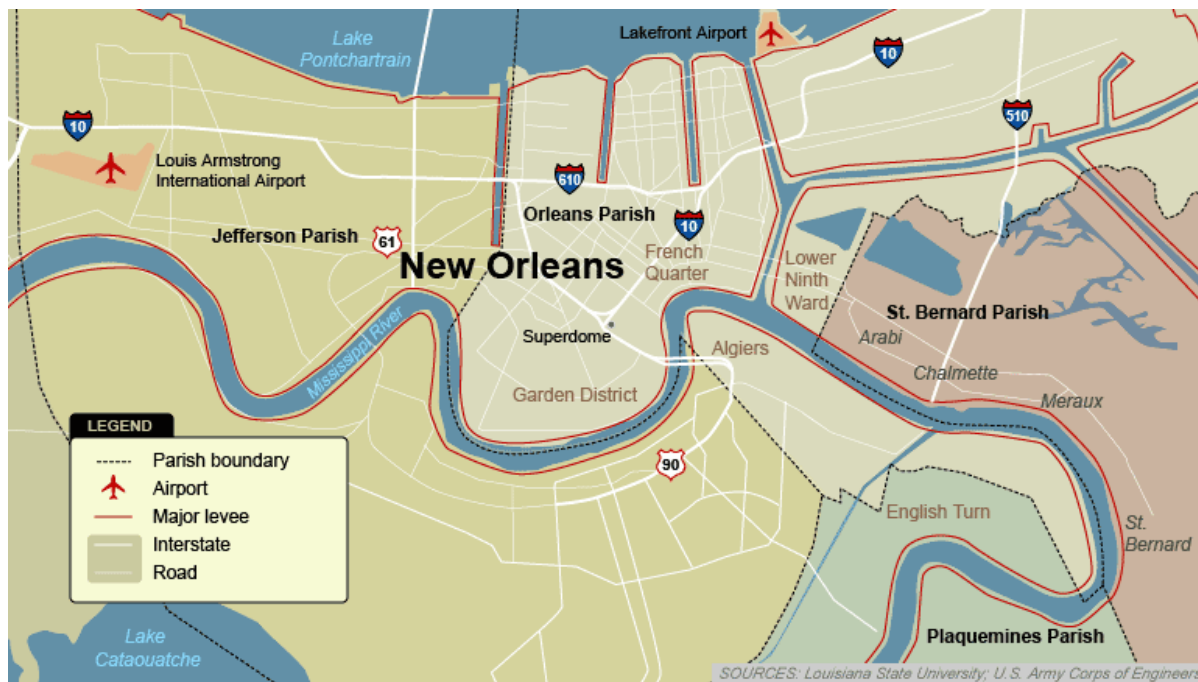 Lake
Pontchartrain
Lakefront Airport
10
10
510
Louis Armstrong
International Airport
610
Orleans Parish
Jefferson Parish
61
10
New Orleans
French
Quarter
Lower
Ninth
Ward
St. Bernard Parish
Mississippi River
Superdome
Algiers
Arabi
Chalmette
Meraux
Garden District
LEGEND
Parish boundary
Airport
Major levee
Interstate
Road
90
English Turn
St.
Bernard
Lake
Cataouatche
Plaquemines Parish
SOURCES: Louisiana State University; U.S. Army Corps of Engineers